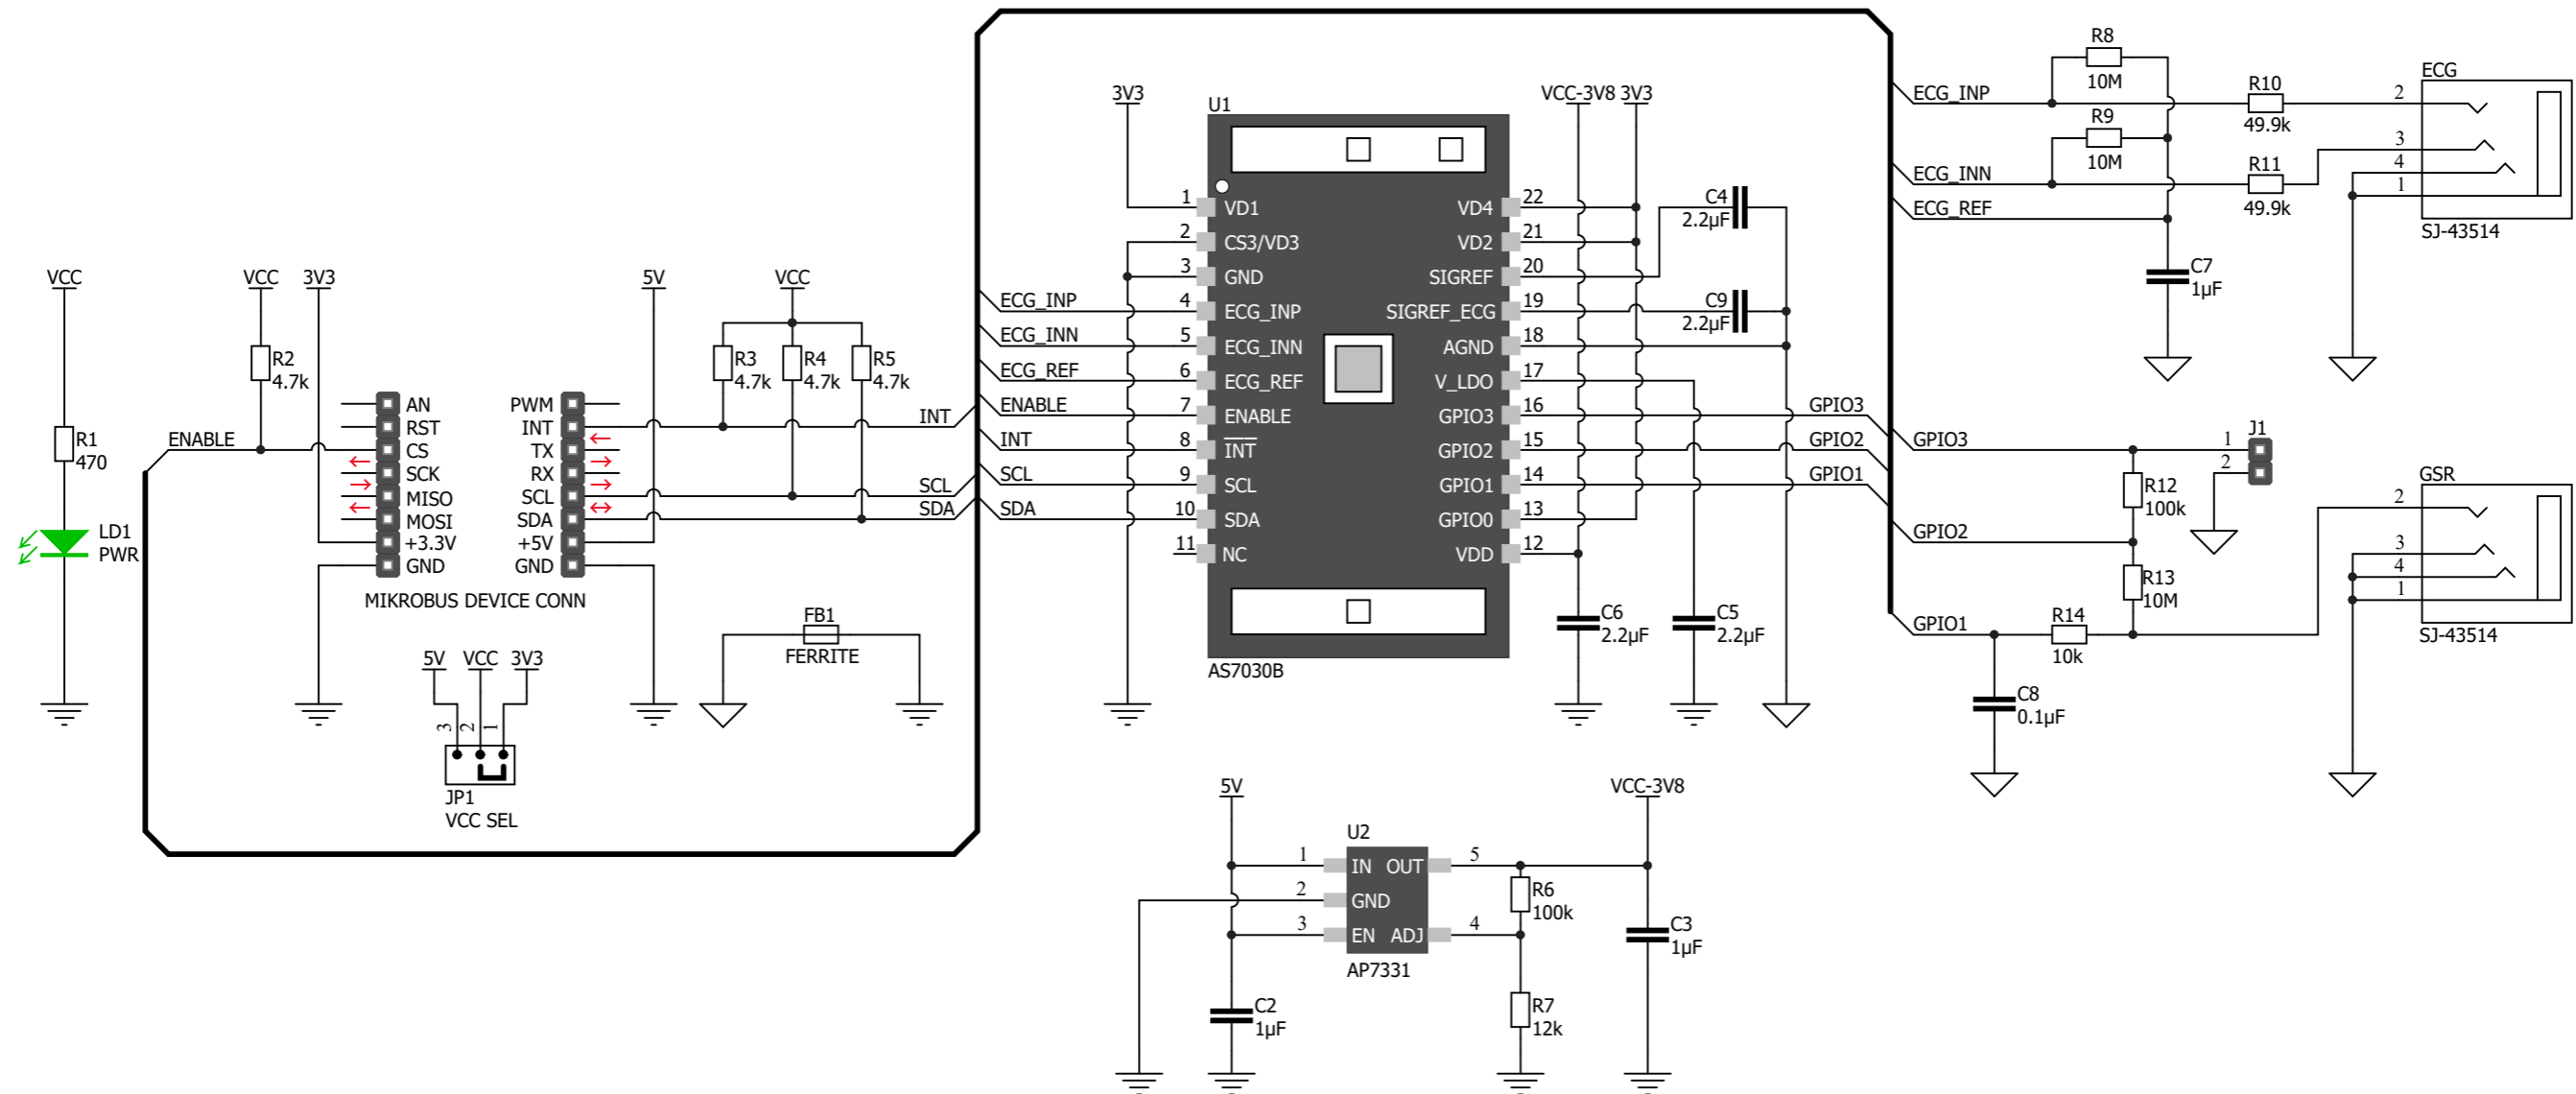 VCC
R1
470
LD1
PWR
ENABLE
VCC
R2
4.7k
3V3
AN
RST
CS
SCK
MISO
MOSI
+3.3V
GND
PWM
INT
TX
RX
SCL
SDA
+5V
GND
MIKROBUS DEVICE CONN
5V
VCC
R3
4.7k
R4
4.7k
R5
4.7k
INT
SCL
SDA
5V VCC 3V3
3 2 1
JP1
VCC SEL
FB1
FERRITE
ECG_INP
ECG_INN
ECG_REF
ENABLE
INT
SCL
SDA
3V3
U1
1 VD1
2 CS3/VD3
3 GND
4 ECG_INP
5 ECG_INN
6 ECG_REF
7 ENABLE
8 INT
9 SCL
10 SDA
11 NC
VD4 22
VD2 21
SIGREF 20
SIGREF_ECG 19
AGND 18
V_LDO 17
GPIO3 16
GPIO2 15
GPIO1 14
GPIO0 13
VDD 12
AS7030B
VCC-3V8 3V3
C4
2.2µF
C9
2.2µF
C6
2.2µF
C5
2.2µF
GPIO3
GPIO2
GPIO1
5V
U2
1 IN
2 GND
3 EN
OUT 5
ADJ 4
AP7331
C2
1µF
R6
100k
R7
12k
VCC-3V8
C3
1µF
ECG_INP
ECG_INN
ECG_REF
R8
10M
R9
10M
R10
49.9k
R11
49.9k
C7
1µF
ECG
2
3
4
1
SJ-43514
GPIO3
GPIO2
GPIO1
R12
100k
R13
10M
R14
10k
C8
0.1µF
J1
1
2
GSR
2
3
4
1
SJ-43514